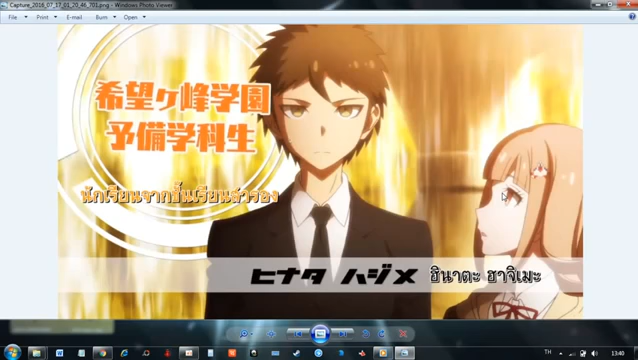 Capture_2016_07_17_01_20_46_701.png - Windows Photo Viewer
File Print E-mail Burn Open
希望ヶ峰学園
予備学科生
นักเรียนจากชั้นเรียนสำรอง
ヒナタ ハジメ ฮินาตะ ฮาจิเมะ
TH 13:40